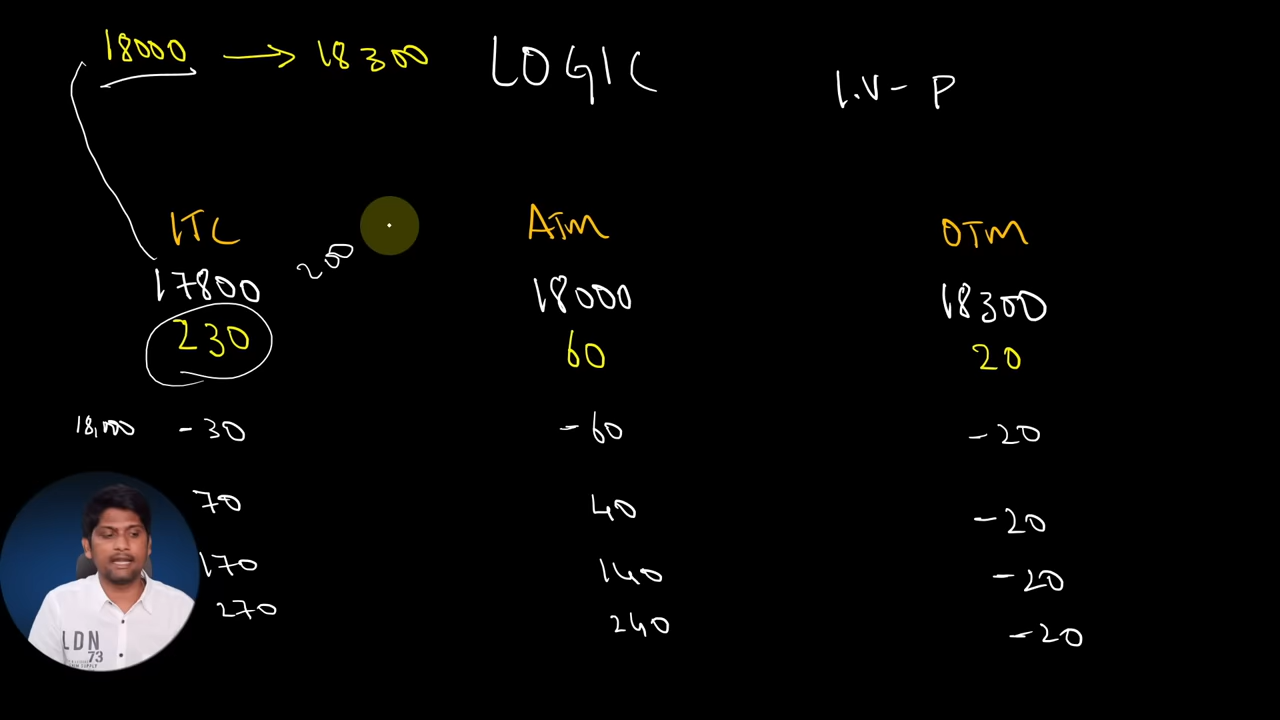 18000 → 18300 LOGIC
I.V - P
ITC ATM OTM
200
17800 18000 18300
230 60 20
18,000 -30 -60 -20
70 40 -20
170 140 -20
270 240 -20
LDN
73